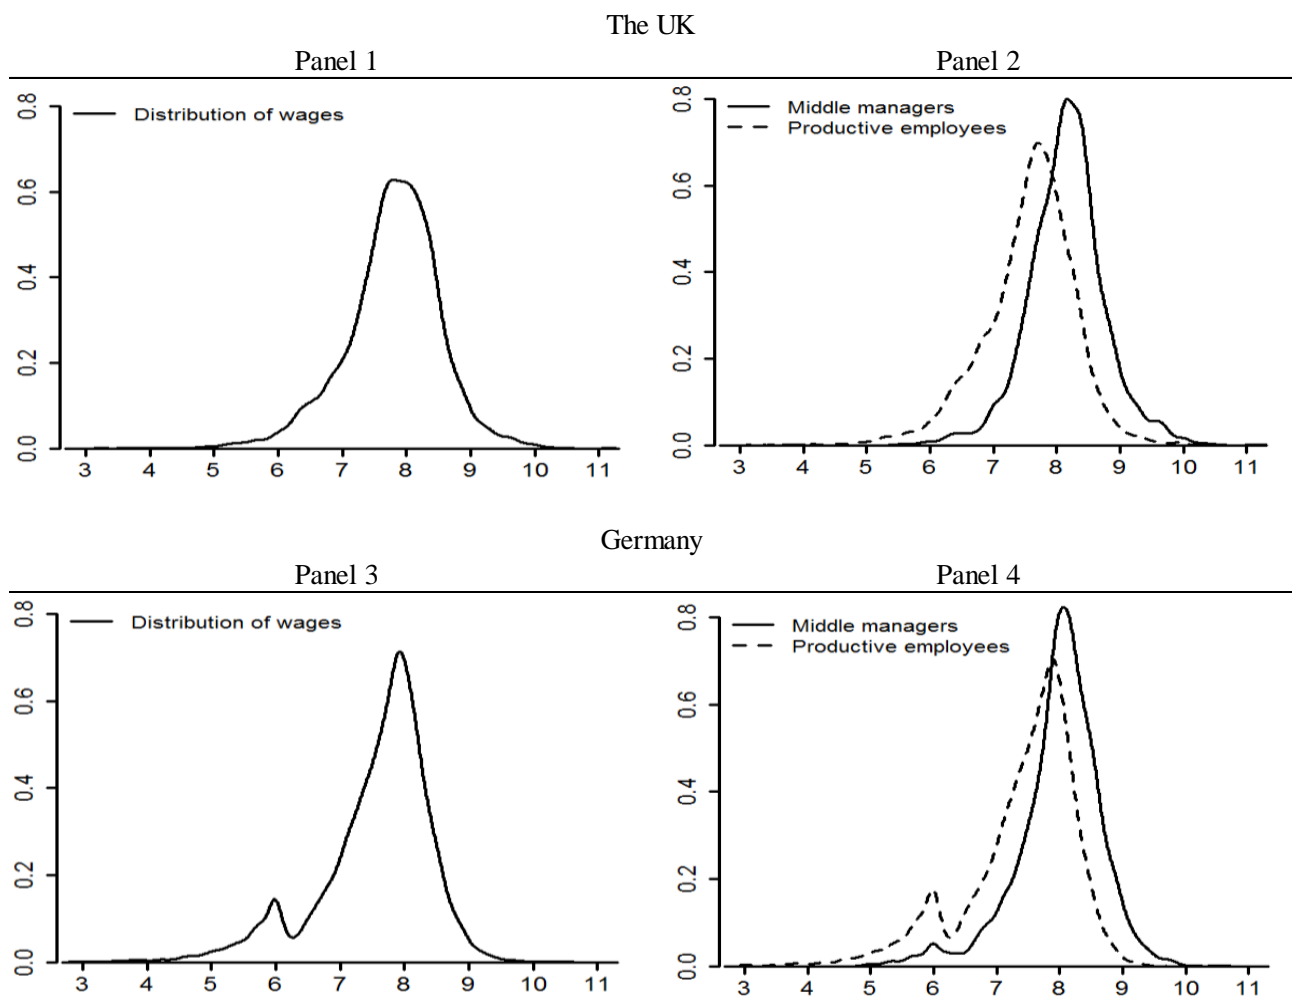 The UK
Panel 1
Panel 2
Distribution of wages
0.8
0.6
0.4
0.2
0.0
3 4 5 6 7 8 9 10 11
Middle managers
Productive employees
0.8
0.6
0.4
0.2
0.0
3 4 5 6 7 8 9 10 11
Germany
Panel 3
Panel 4
Distribution of wages
0.8
0.6
0.4
0.2
0.0
3 4 5 6 7 8 9 10 11
Middle managers
Productive employees
0.8
0.6
0.4
0.2
0.0
3 4 5 6 7 8 9 10 11